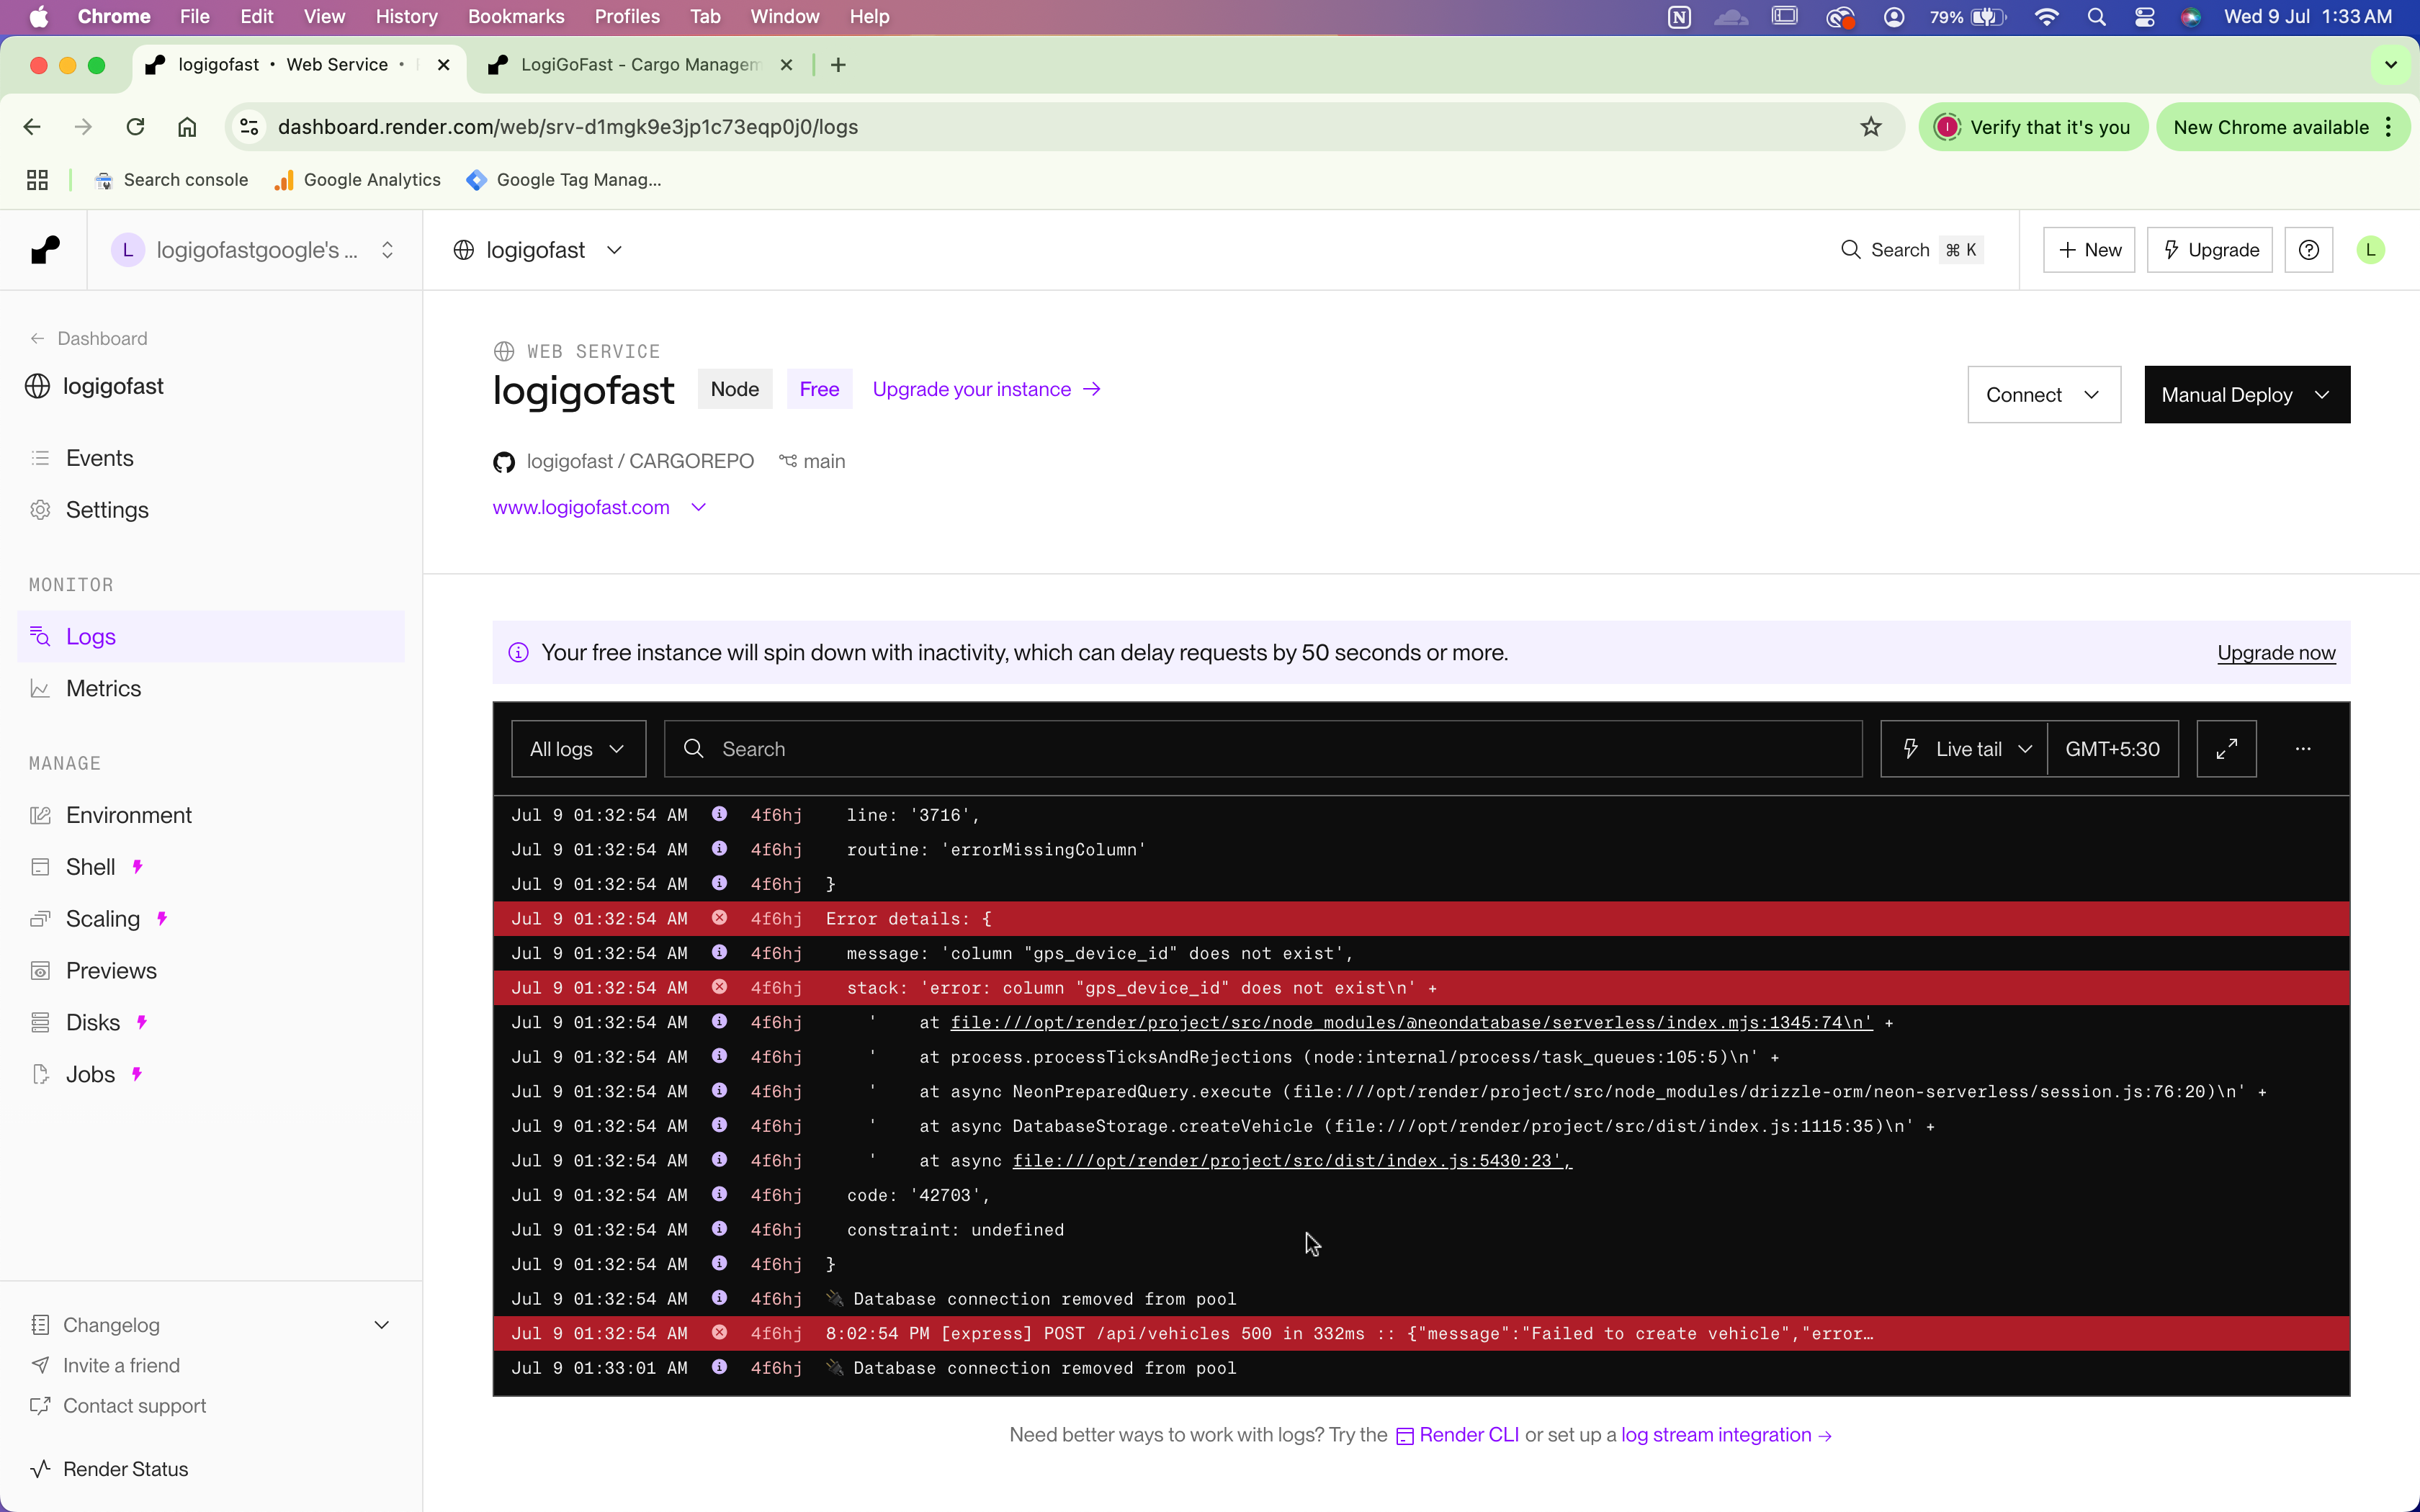 Chrome File Edit View History Bookmarks Profiles Tab Window Help 79% Wed 9 Jul 1:33 AM
logigofast • Web Service •
LogiGoFast - Cargo Managem
dashboard.render.com/web/srv-d1mgk9e3jp1c73eqp0j0/logs
Verify that it's you
New Chrome available
Search console
Google Analytics
Google Tag Manag...
L logigofastgoogle's ...
logigofast
Search ⌘ K
+ New
Upgrade
L
← Dashboard
logigofast
Events
Settings
MONITOR
Logs
Metrics
MANAGE
Environment
Shell
Scaling
Previews
Disks
Jobs
Changelog
Invite a friend
Contact support
Render Status
WEB SERVICE
logigofast Node Free Upgrade your instance →
Connect
Manual Deploy
logigofast / CARGOREPO main
www.logigofast.com
Your free instance will spin down with inactivity, which can delay requests by 50 seconds or more.
Upgrade now
All logs
Search
Live tail
GMT+5:30
Jul 9 01:32:54 AM 4f6hj line: '3716',
Jul 9 01:32:54 AM 4f6hj routine: 'errorMissingColumn'
Jul 9 01:32:54 AM 4f6hj }
Jul 9 01:32:54 AM 4f6hj Error details: {
Jul 9 01:32:54 AM 4f6hj message: 'column "gps_device_id" does not exist',
Jul 9 01:32:54 AM 4f6hj stack: 'error: column "gps_device_id" does not exist\n' +
Jul 9 01:32:54 AM 4f6hj ' at file:///opt/render/project/src/node_modules/@neondatabase/serverless/index.mjs:1345:74\n' +
Jul 9 01:32:54 AM 4f6hj ' at process.processTicksAndRejections (node:internal/process/task_queues:105:5)\n' +
Jul 9 01:32:54 AM 4f6hj ' at async NeonPreparedQuery.execute (file:///opt/render/project/src/node_modules/drizzle-orm/neon-serverless/session.js:76:20)\n' +
Jul 9 01:32:54 AM 4f6hj ' at async DatabaseStorage.createVehicle (file:///opt/render/project/src/dist/index.js:1115:35)\n' +
Jul 9 01:32:54 AM 4f6hj ' at async file:///opt/render/project/src/dist/index.js:5430:23',
Jul 9 01:32:54 AM 4f6hj code: '42703',
Jul 9 01:32:54 AM 4f6hj constraint: undefined
Jul 9 01:32:54 AM 4f6hj }
Jul 9 01:32:54 AM 4f6hj 🔌 Database connection removed from pool
Jul 9 01:32:54 AM 4f6hj 8:02:54 PM [express] POST /api/vehicles 500 in 332ms :: {"message":"Failed to create vehicle","error…
Jul 9 01:33:01 AM 4f6hj 🔌 Database connection removed from pool
Need better ways to work with logs? Try the Render CLI or set up a log stream integration →